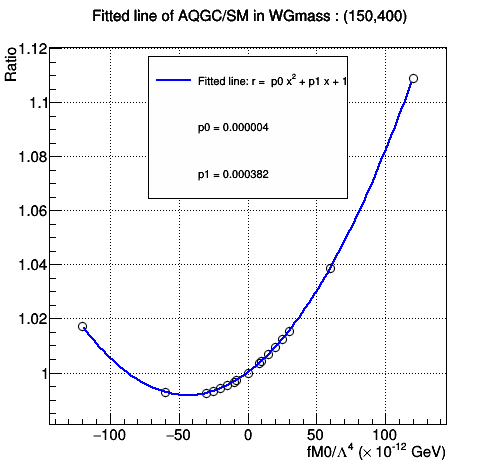 Fitted line of AQGC/SM in WGmass : (150,400)
Ratio
1.12
1.1
1.08
1.06
1.04
1.02
1
Fitted line: r = p0 x² + p1 x + 1
p0 = 0.000004
p1 = 0.000382
−100 −50 0 50 100
fM0/Λ⁴ (× 10⁻¹² GeV)